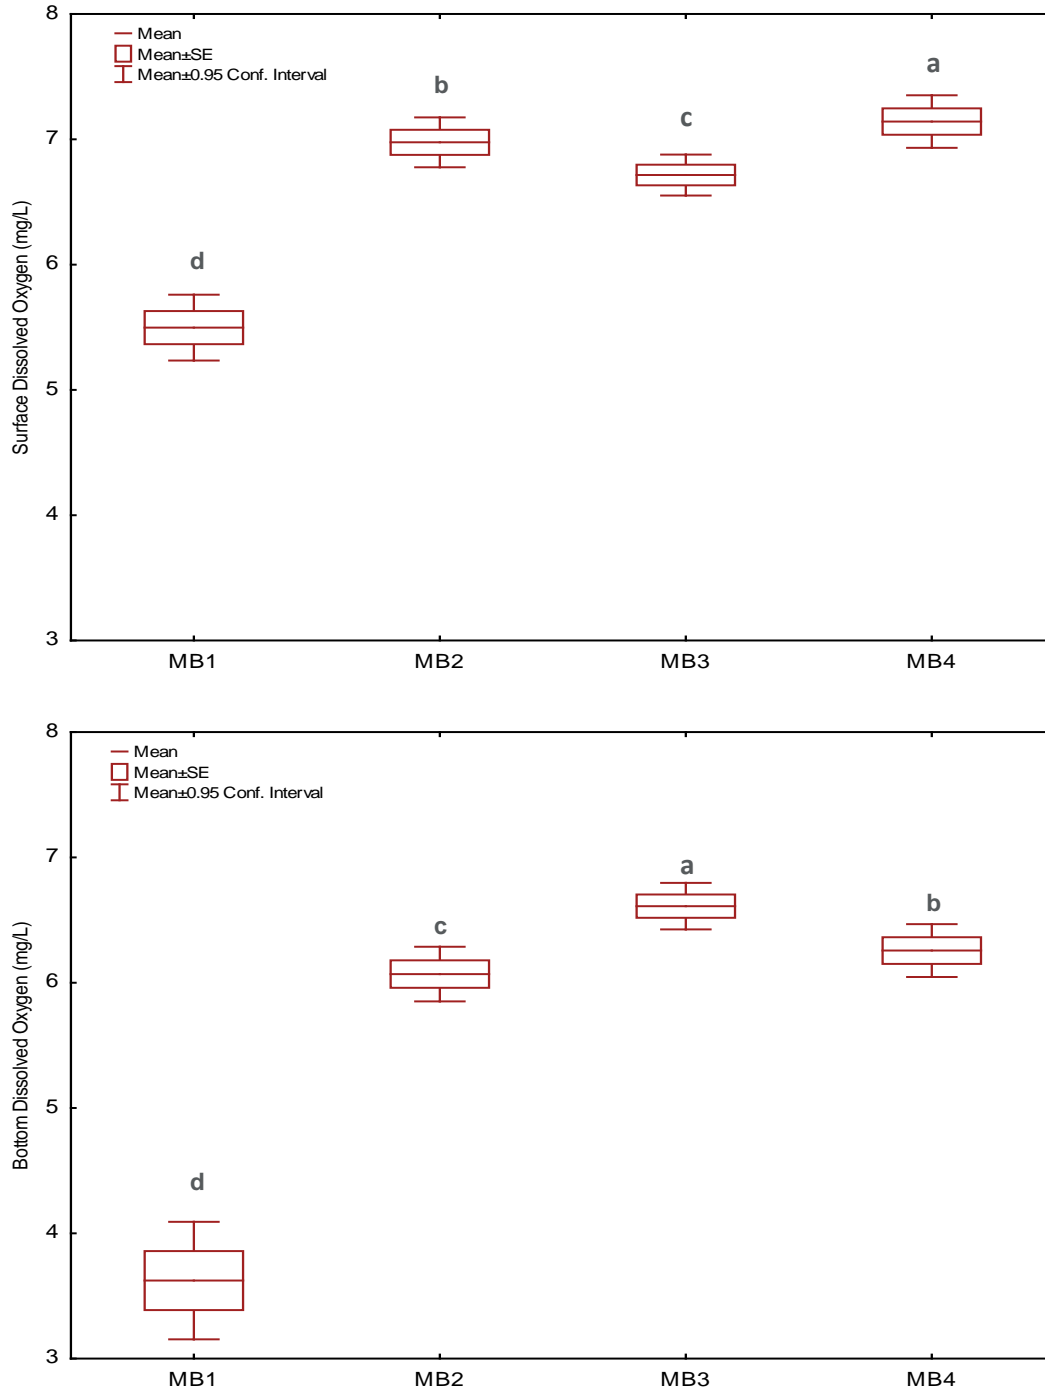 8
Mean
Mean±SE
Mean±0.95 Conf. Interval
a
b
c
7
d
6
5
4
3
Surface Dissolved Oxygen (mg/L)
MB1 MB2 MB3 MB4
8
Mean
Mean±SE
Mean±0.95 Conf. Interval
7
a
b
c
6
5
d
4
3
Bottom Dissolved Oxygen (mg/L)
MB1 MB2 MB3 MB4